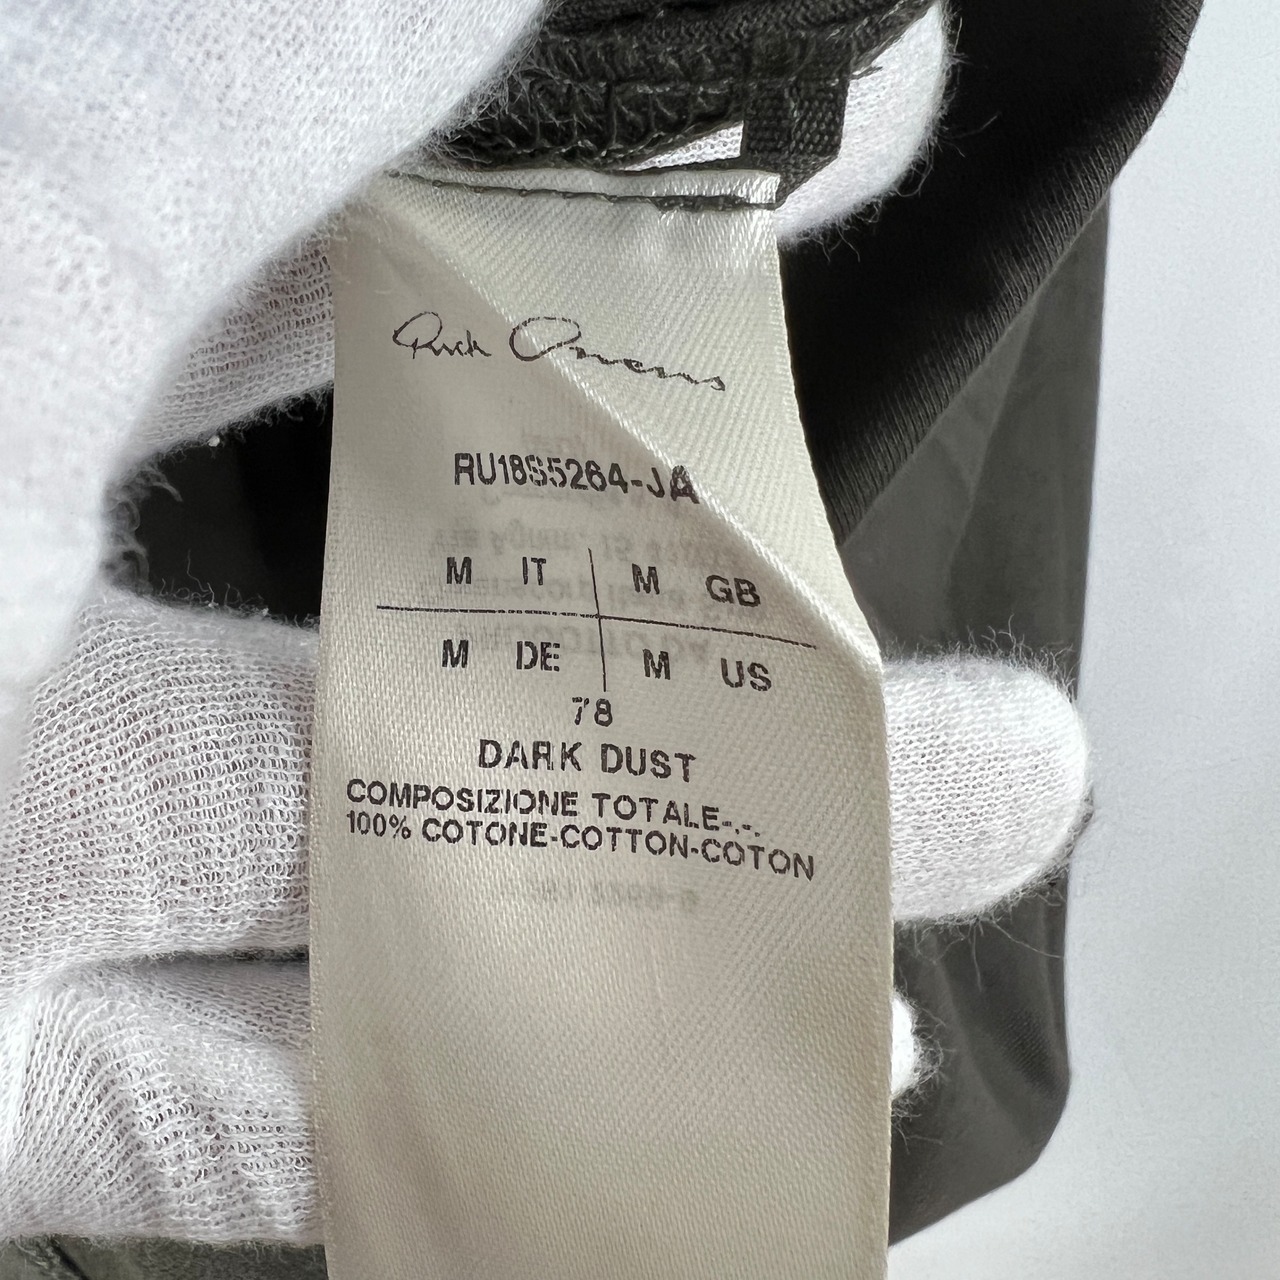 Rick Owens
RU18S5264-JA
M IT M GB
M DE M US
78
DARK DUST
COMPOSIZIONE TOTALE-.-.
100% COTONE-COTTON-COTON